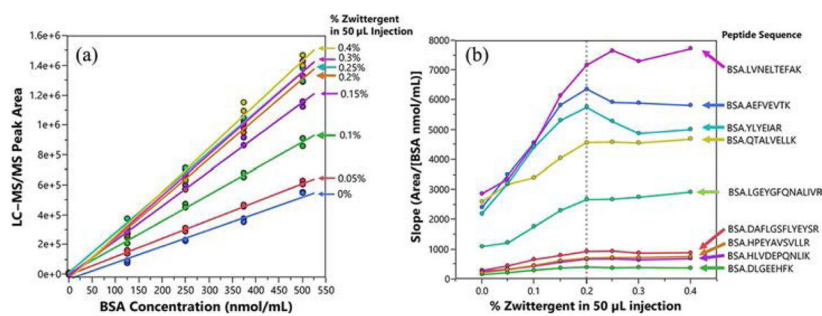 % Zwittergent
in 50 µL Injection
(a)
LC-MS/MS Peak Area
1.6e+6
1.4e+6
1.2e+6
1.0e+6
8e+5
6e+5
4e+5
2e+5
0e+0
0.4%
0.3%
0.25%
0.2%
0.15%
0.1%
0.05%
0%
0 50 100 150 200 250 300 350 400 450 500 550
BSA Concentration (nmol/mL)
(b)
Slope (Area/[BSA nmol/mL)]
8000
7000
6000
5000
4000
3000
2000
1000
0
0.0 0.1 0.2 0.3 0.4
% Zwittergent in 50 µL injection
Peptide Sequence
BSA.LVNELTEFAK
BSA.AEFVEVTK
BSA.YLYEIAR
BSA.QTALVELLK
BSA.LGEYGFQNALIVR
BSA.DAFLGSFLYEYSR
BSA.HPEYAVSVLLR
BSA.HLVDEPQNLIK
BSA.DLGEEHFK